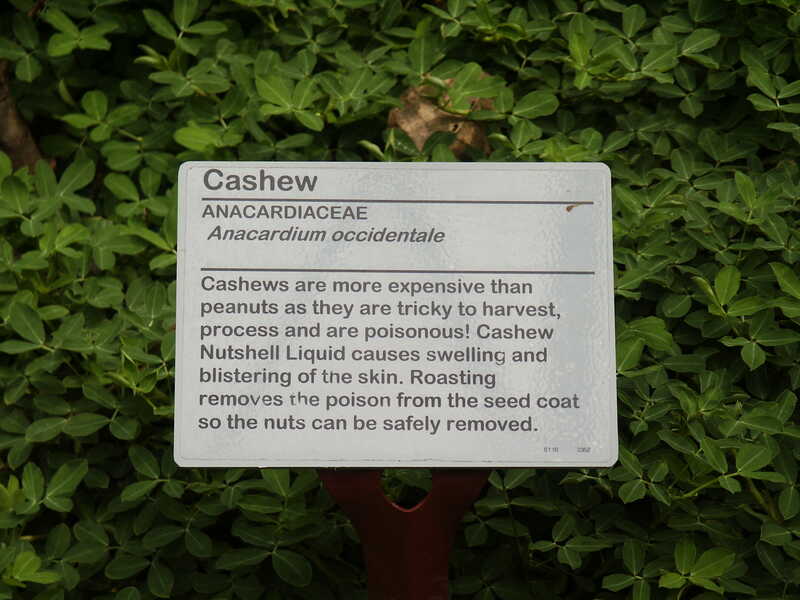 Cashew
ANACARDIACEAE
Anacardium occidentale
Cashews are more expensive than
peanuts as they are tricky to harvest,
process and are poisonous! Cashew
Nutshell Liquid causes swelling and
blistering of the skin. Roasting
removes the poison from the seed coat
so the nuts can be safely removed.